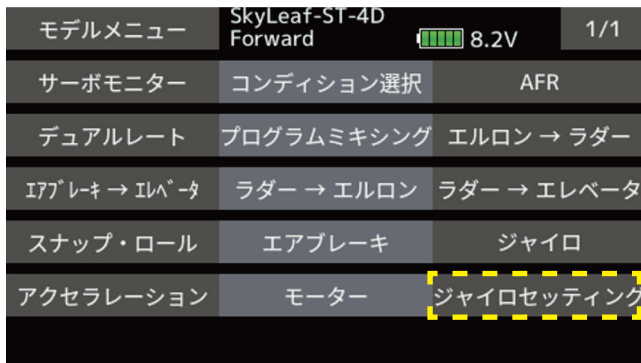 モデルメニュー SkyLeaf-ST-4D 1/1
Forward 8.2V
サーボモニター コンディション選択 AFR
デュアルレート プログラムミキシング エルロン → ラダー
ｴｱﾌﾞﾚｰｷ → ｴﾚﾍﾞｰﾀ ラダー → エルロン ラダー → エレベータ
スナップ・ロール エアブレーキ ジャイロ
アクセラレーション モーター ジャイロセッティング